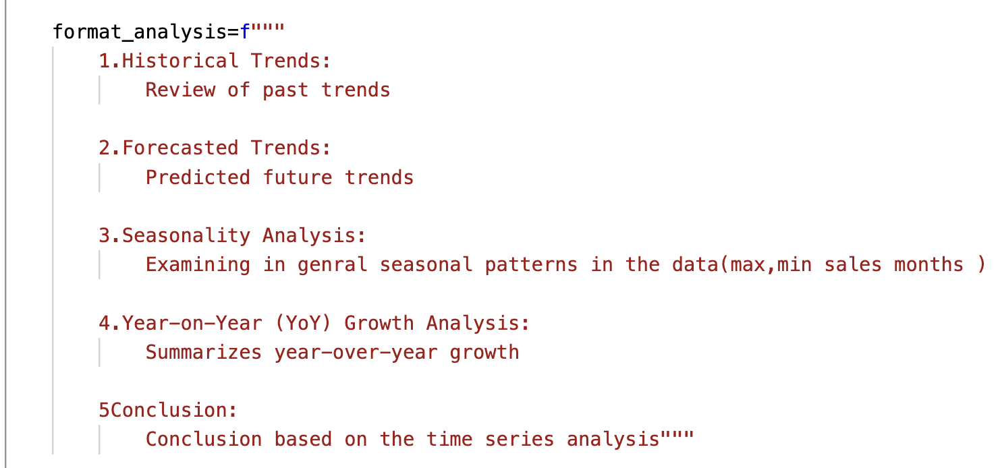 format_analysis=f"""
1.Historical Trends:
Review of past trends
2.Forecasted Trends:
Predicted future trends
3.Seasonality Analysis:
Examining in genral seasonal patterns in the data(max,min sales months )
4.Year-on-Year (YoY) Growth Analysis:
Summarizes year-over-year growth
5Conclusion:
Conclusion based on the time series analysis"""